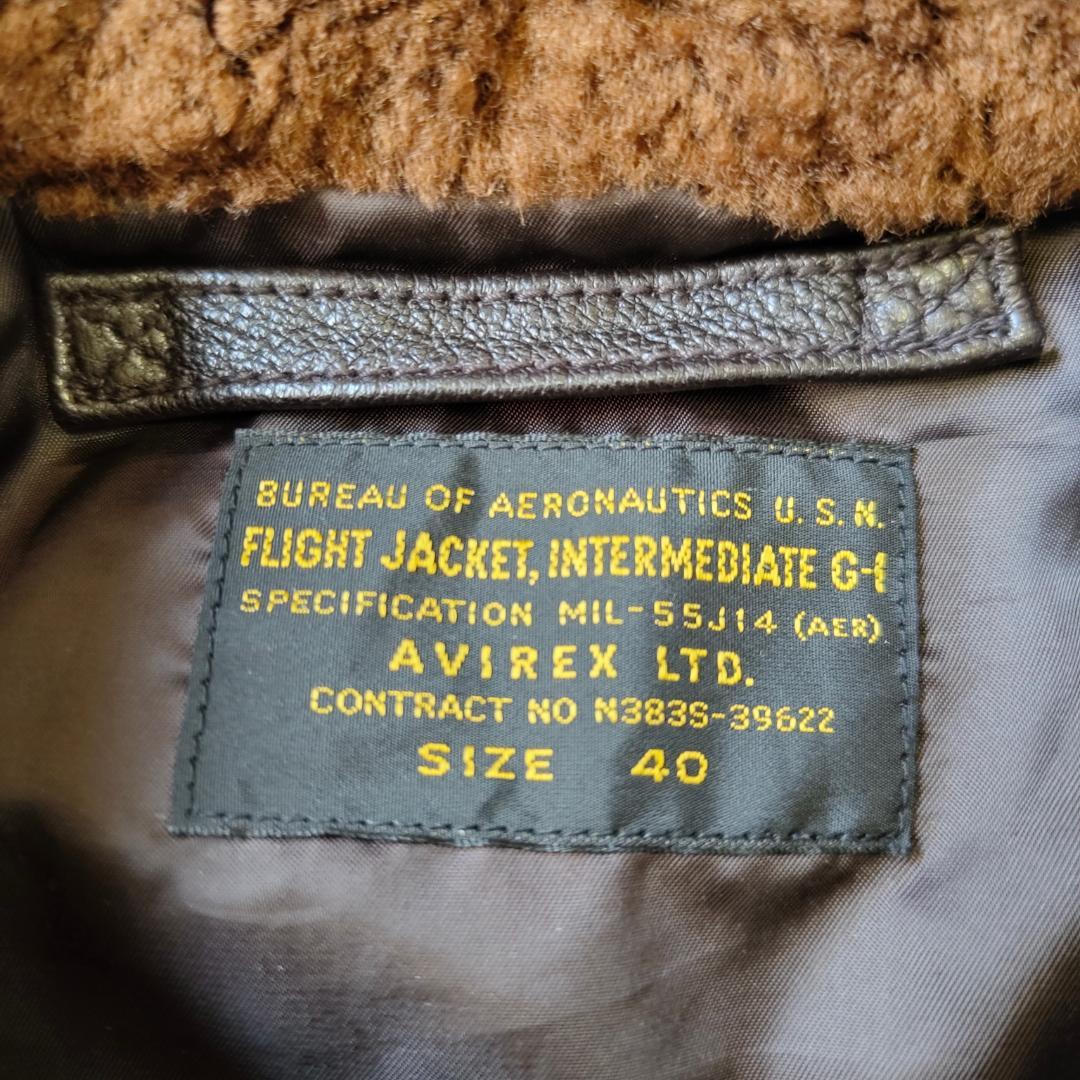 BUREAU OF AERONAUTICS U.S.N.
FLIGHT JACKET, INTERMEDIATE G-1
SPECIFICATION MIL-55J14 (AER)
AVIREX LTD.
CONTRACT NO N383S-39622
SIZE 40